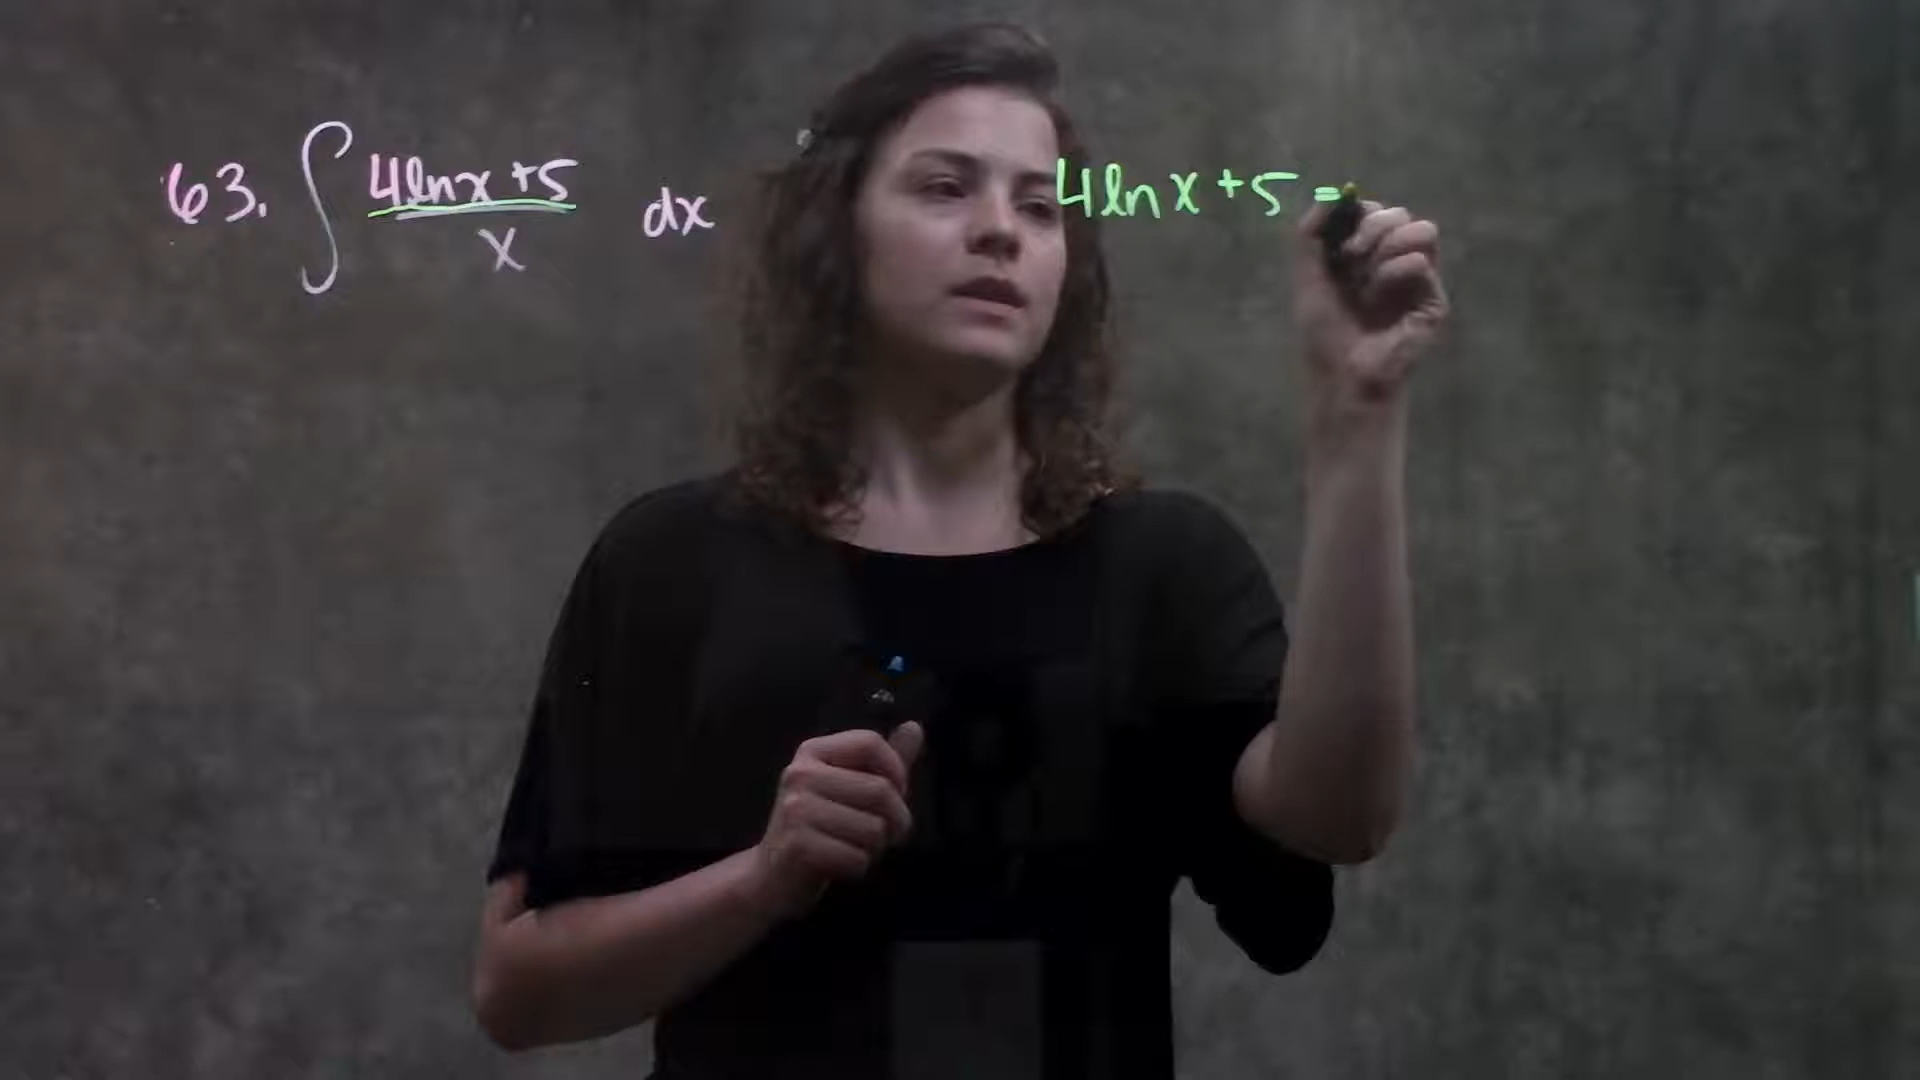 63. ∫ (4lnx+5)/x dx
4lnx+5=